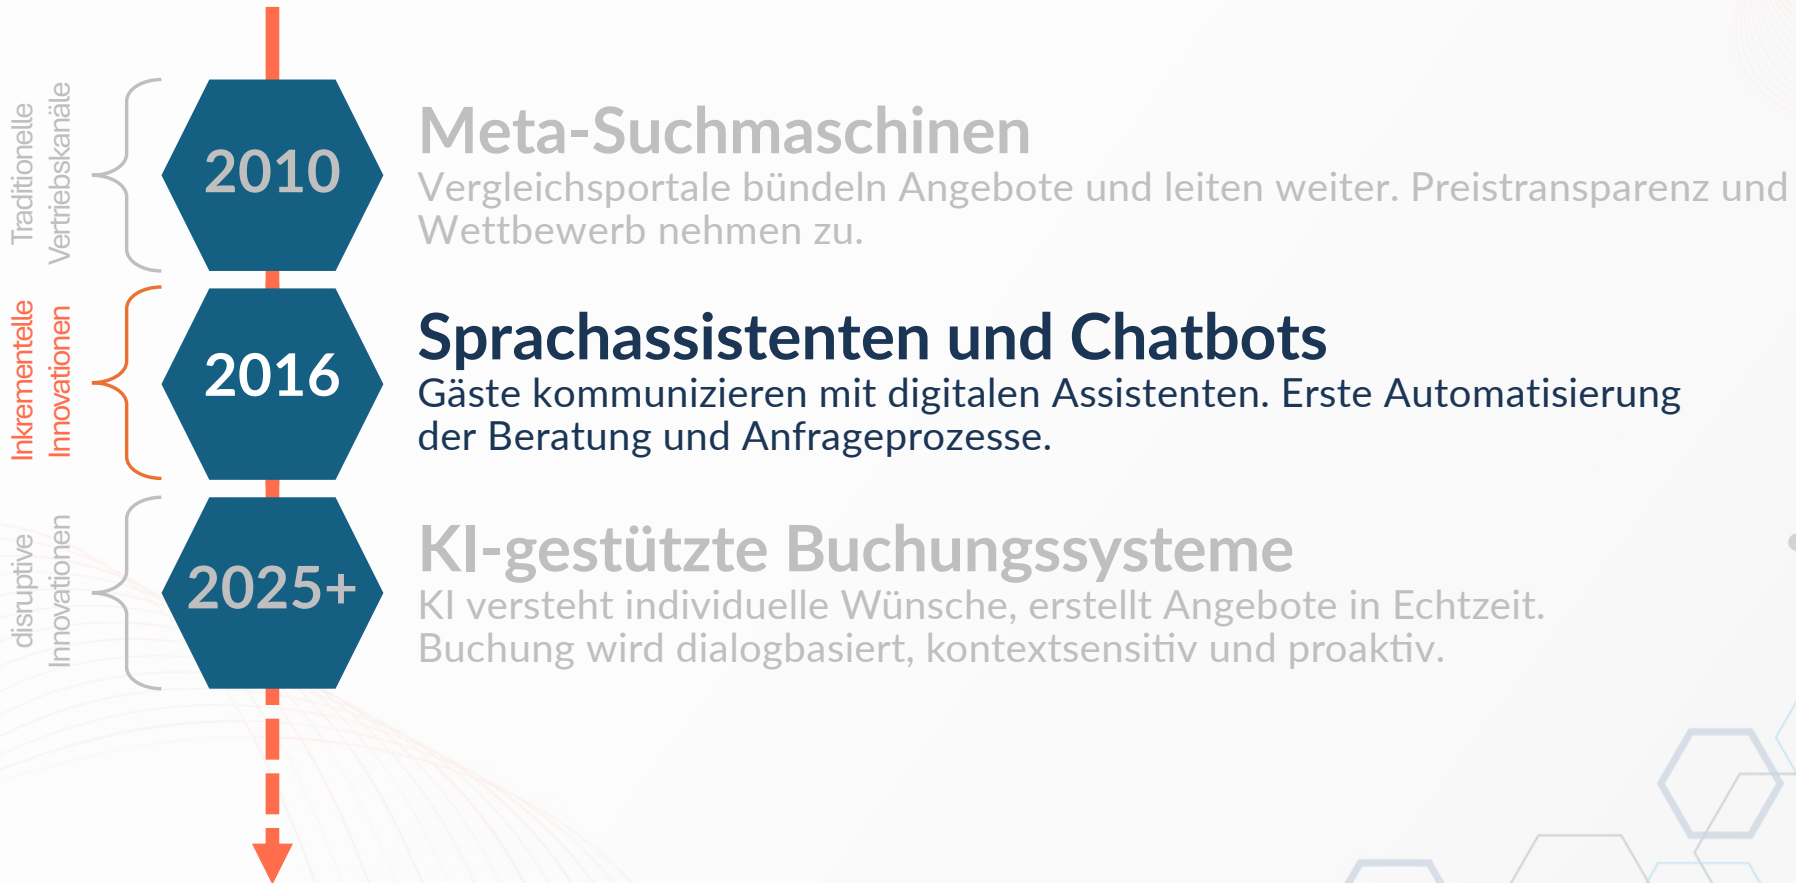 Traditionelle
Vertriebskanäle
2010
Meta-Suchmaschinen
Vergleichsportale bündeln Angebote und leiten weiter. Preistransparenz und
Wettbewerb nehmen zu.
Inkrementelle
Innovationen
2016
Sprachassistenten und Chatbots
Gäste kommunizieren mit digitalen Assistenten. Erste Automatisierung
der Beratung und Anfrageprozesse.
disruptive
Innovationen
2025+
KI-gestützte Buchungssysteme
KI versteht individuelle Wünsche, erstellt Angebote in Echtzeit.
Buchung wird dialogbasiert, kontextsensitiv und proaktiv.